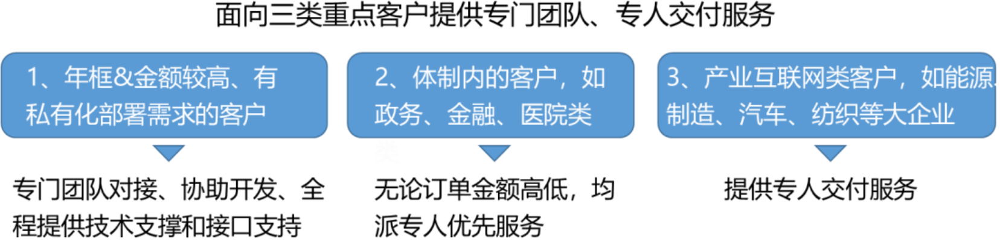 面向三类重点客户提供专门团队、专人交付服务
1、年框&金额较高、有
私有化部署需求的客户
2、体制内的客户，如
政务、金融、医院类
类
3、产业互联网类客户，如能源、
制造、汽车、纺织等大企业
专门团队对接、协助开发、全
程提供技术支撑和接口支持
无论订单金额高低，均
派专人优先服务
提供专人交付服务